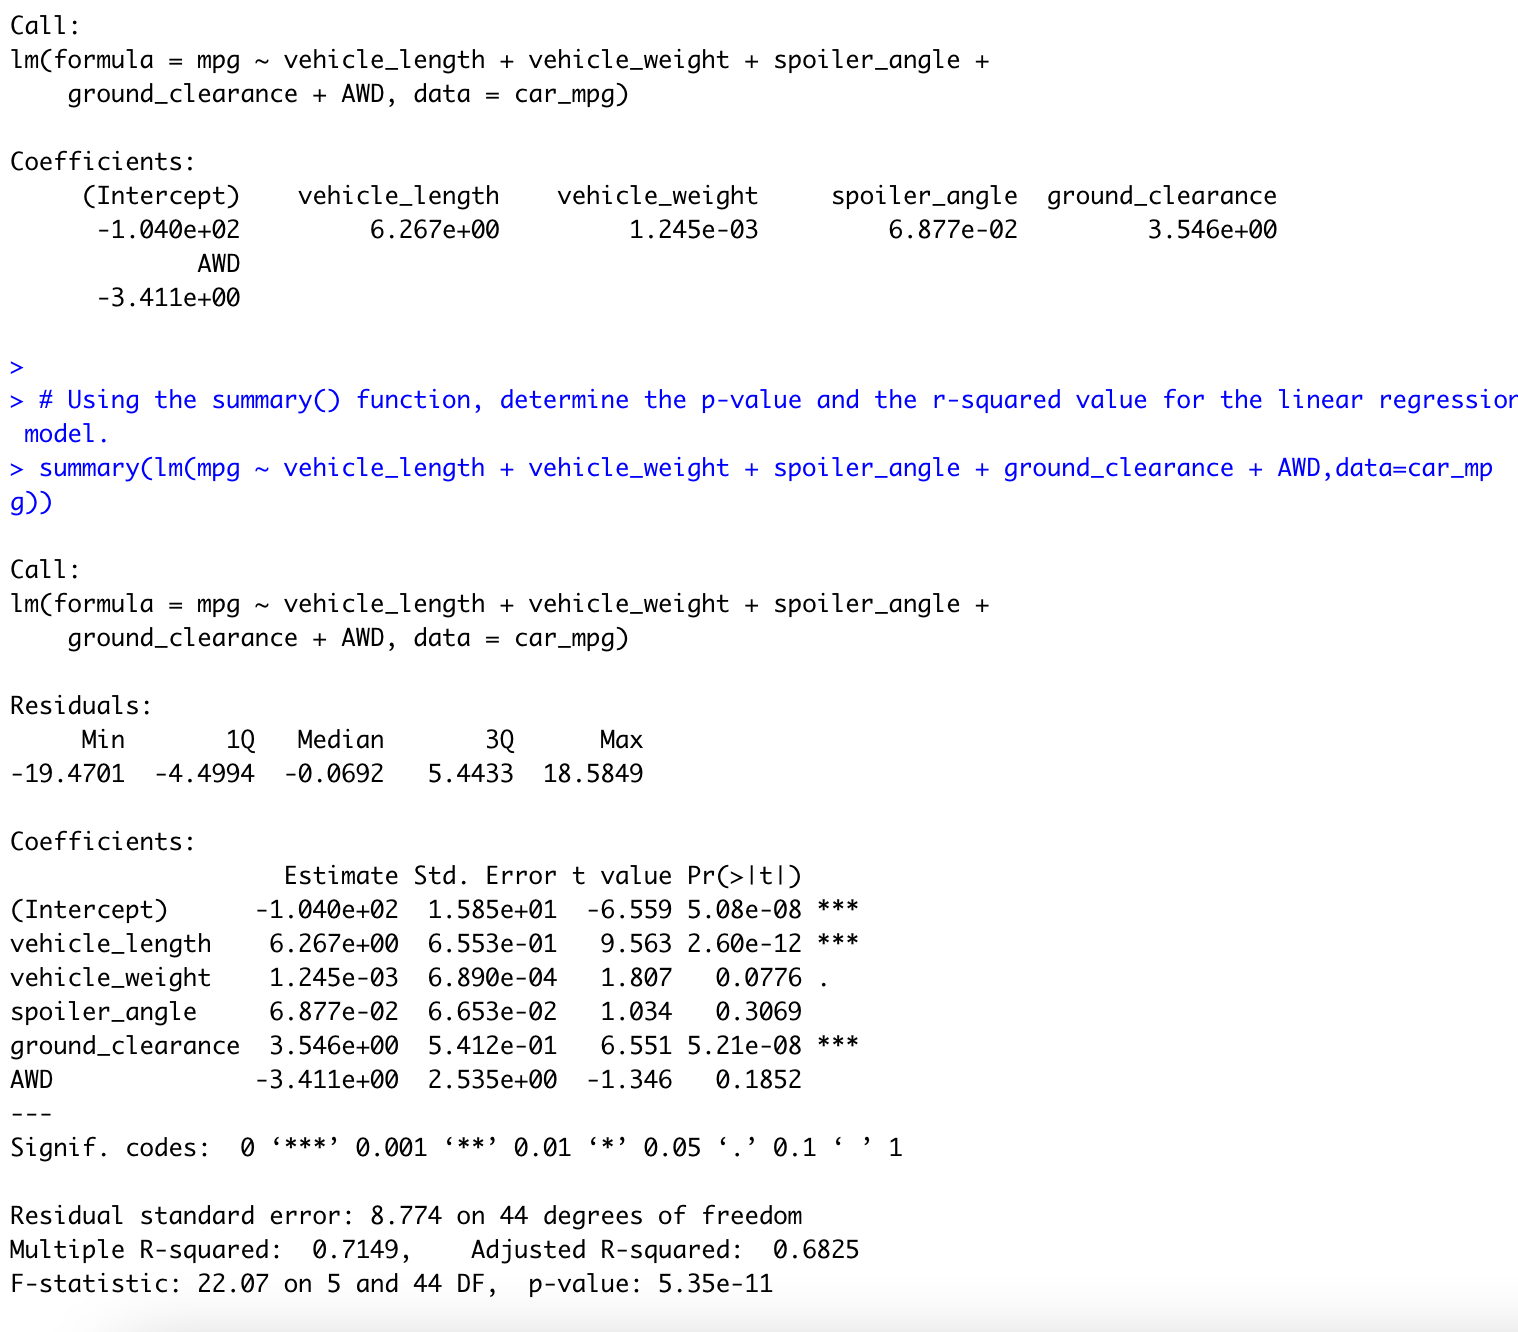 Call:
lm(formula = mpg ~ vehicle_length + vehicle_weight + spoiler_angle +
    ground_clearance + AWD, data = car_mpg)

Coefficients:
     (Intercept)    vehicle_length    vehicle_weight     spoiler_angle  ground_clearance
      -1.040e+02         6.267e+00         1.245e-03         6.877e-02         3.546e+00
             AWD
      -3.411e+00

>
> # Using the summary() function, determine the p-value and the r-squared value for the linear regression
 model.
> summary(lm(mpg ~ vehicle_length + vehicle_weight + spoiler_angle + ground_clearance + AWD,data=car_mp
g))

Call:
lm(formula = mpg ~ vehicle_length + vehicle_weight + spoiler_angle +
    ground_clearance + AWD, data = car_mpg)

Residuals:
     Min       1Q   Median       3Q      Max
-19.4701  -4.4994  -0.0692   5.4433  18.5849

Coefficients:
                   Estimate Std. Error t value Pr(>|t|)
(Intercept)      -1.040e+02  1.585e+01  -6.559 5.08e-08 ***
vehicle_length    6.267e+00  6.553e-01   9.563 2.60e-12 ***
vehicle_weight    1.245e-03  6.890e-04   1.807   0.0776 .
spoiler_angle     6.877e-02  6.653e-02   1.034   0.3069
ground_clearance  3.546e+00  5.412e-01   6.551 5.21e-08 ***
AWD              -3.411e+00  2.535e+00  -1.346   0.1852
---
Signif. codes:  0 ‘***’ 0.001 ‘**’ 0.01 ‘*’ 0.05 ‘.’ 0.1 ‘ ’ 1

Residual standard error: 8.774 on 44 degrees of freedom
Multiple R-squared:  0.7149,    Adjusted R-squared:  0.6825
F-statistic: 22.07 on 5 and 44 DF,  p-value: 5.35e-11